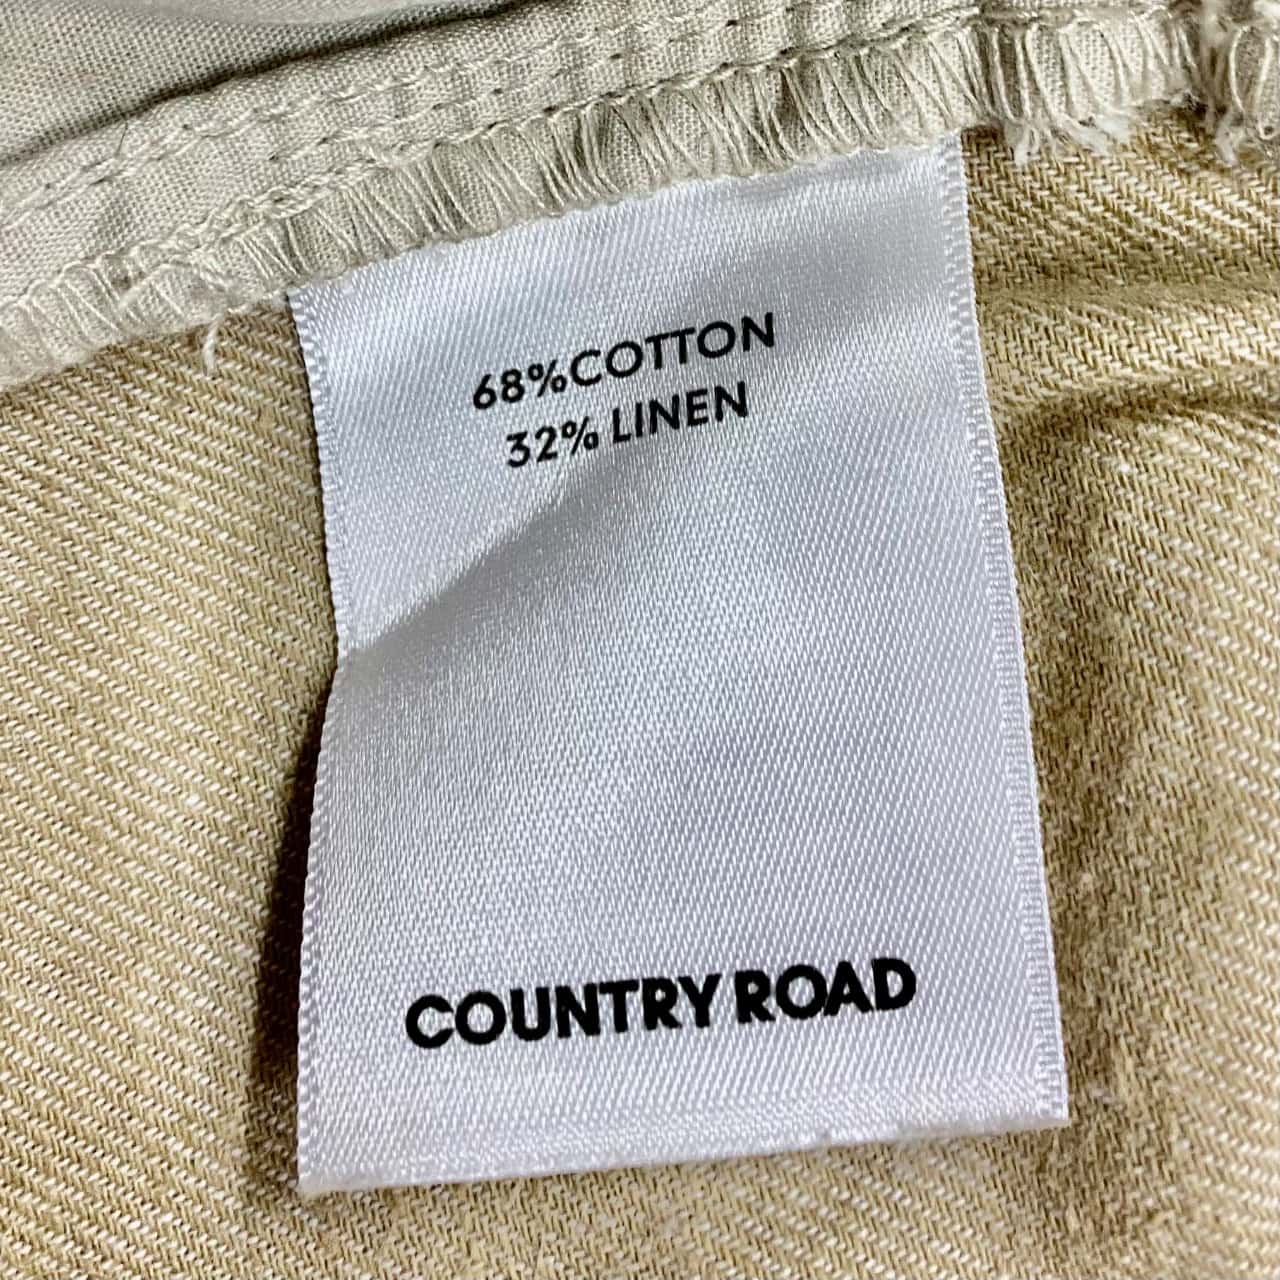 68%COTTON
32% LINEN
COUNTRY ROAD